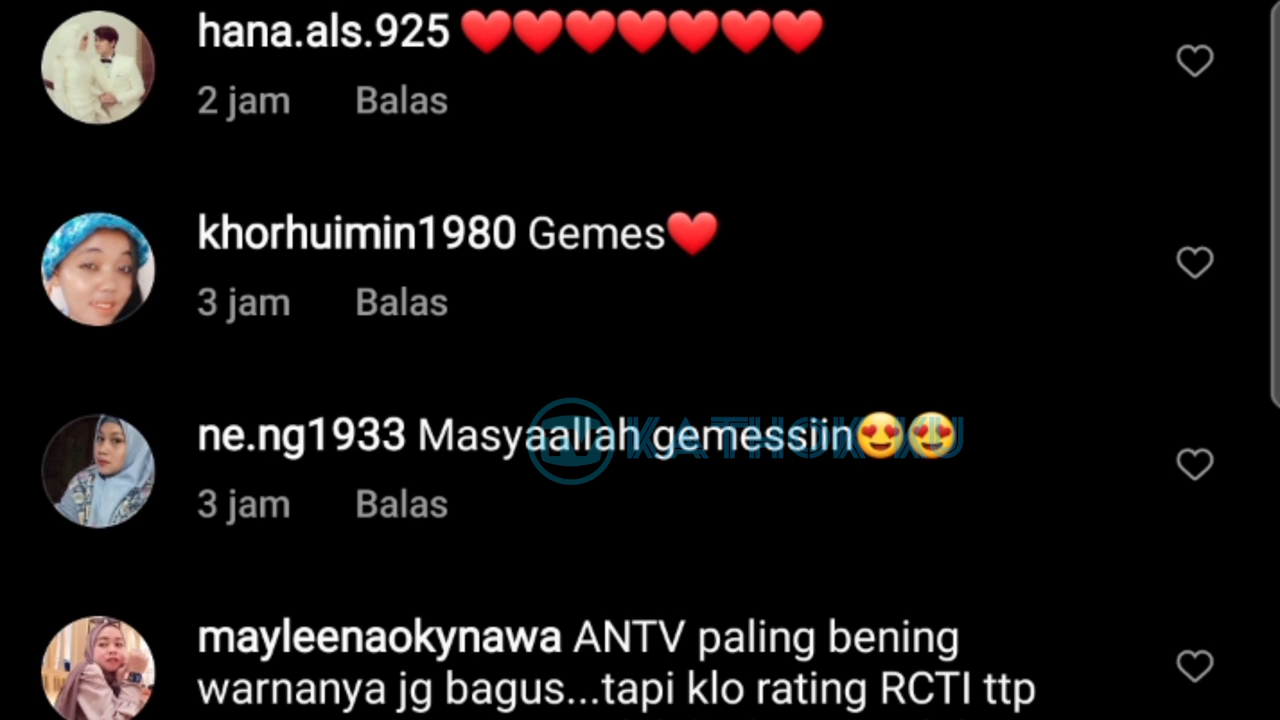 hana.als.925 ❤️❤️❤️❤️❤️❤️❤️
2 jam Balas
khorhuimin1980 Gemes❤️
3 jam Balas
ne.ng1933 Masyaallah gemessiin😍😍
3 jam Balas
mayleenaokynawa ANTV paling bening
warnanya jg bagus...tapi klo rating RCTI ttp